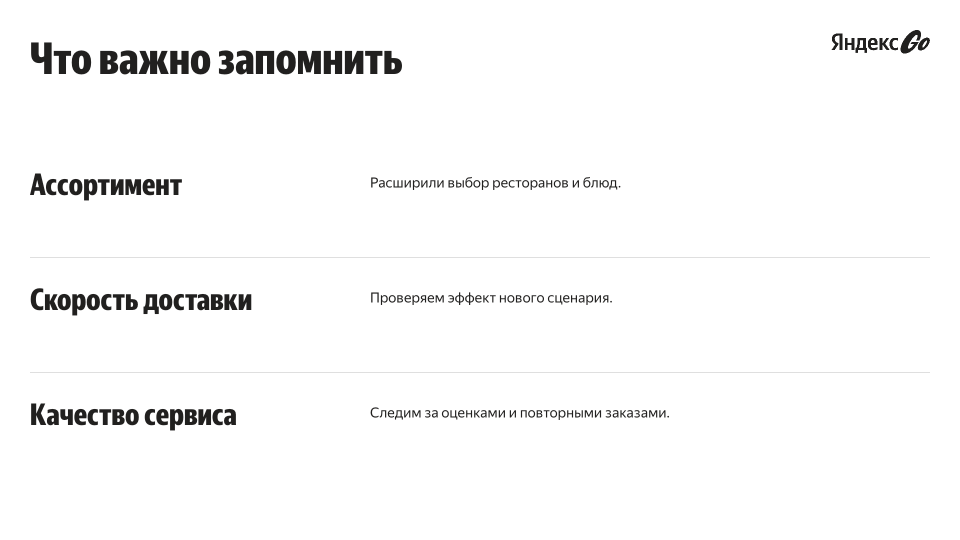 Что важно запомнить
Яндекс Go
Ассортимент
Расширили выбор ресторанов и блюд.
Скорость доставки
Проверяем эффект нового сценария.
Качество сервиса
Следим за оценками и повторными заказами.